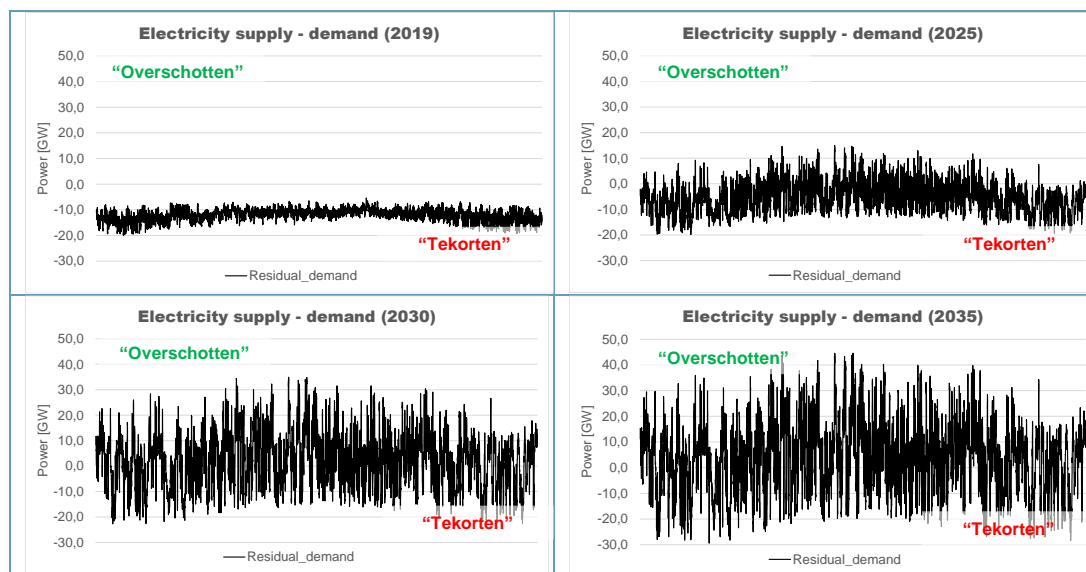 Electricity supply - demand (2019)
50,0
40,0
30,0
20,0
10,0
0,0
-10,0
-20,0
-30,0
Power [GW]
“Overschotten”
“Tekorten”
Residual_demand
Electricity supply - demand (2025)
50,0
40,0
30,0
20,0
10,0
0,0
-10,0
-20,0
-30,0
Power [GW]
“Overschotten”
“Tekorten”
Residual_demand
Electricity supply - demand (2030)
50,0
40,0
30,0
20,0
10,0
0,0
-10,0
-20,0
-30,0
Power [GW]
“Overschotten”
“Tekorten”
Residual_demand
Electricity supply - demand (2035)
50,0
40,0
30,0
20,0
10,0
0,0
-10,0
-20,0
-30,0
Power [GW]
“Overschotten”
“Tekorten”
Residual_demand